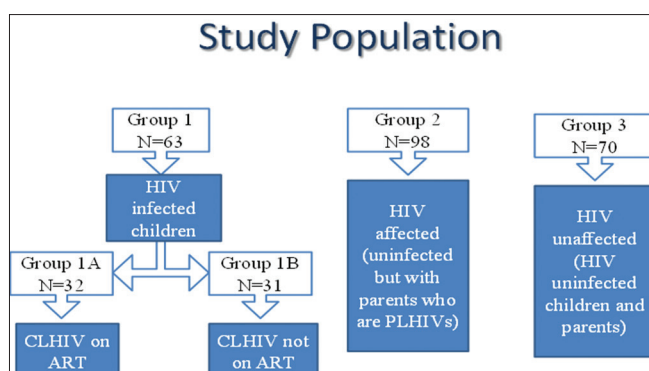 Study Population
Group 1
N=63
HIV
infected
children
Group 1A
N=32
CLHIV on
ART
Group 1B
N=31
CLHIV not
on ART
Group 2
N=98
HIV
affected
(uninfected
but with
parents who
are PLHIVs)
Group 3
N=70
HIV
unaffected
(HIV
uninfected
children and
parents)